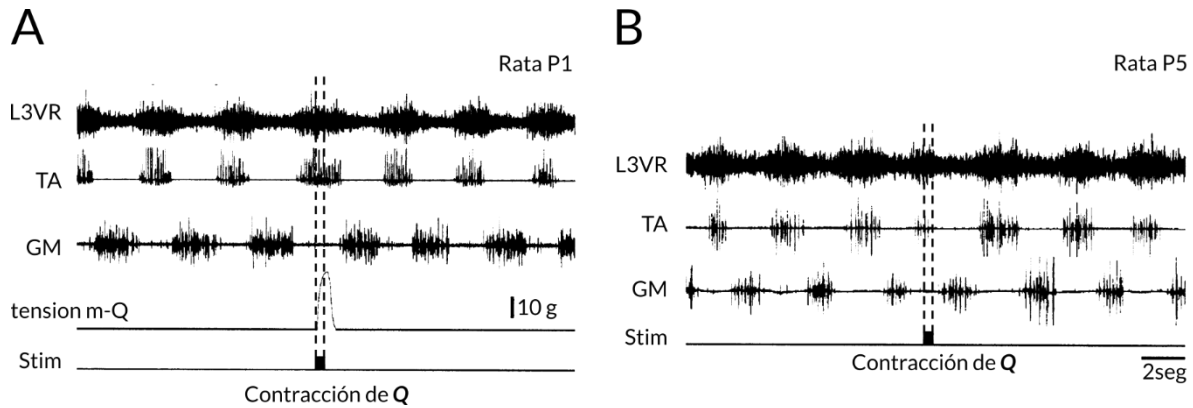 A
Rata P1
L3VR
TA
GM
tension m-Q
10 g
Stim
Contracción de Q
B
Rata P5
L3VR
TA
GM
Stim
Contracción de Q
2seg